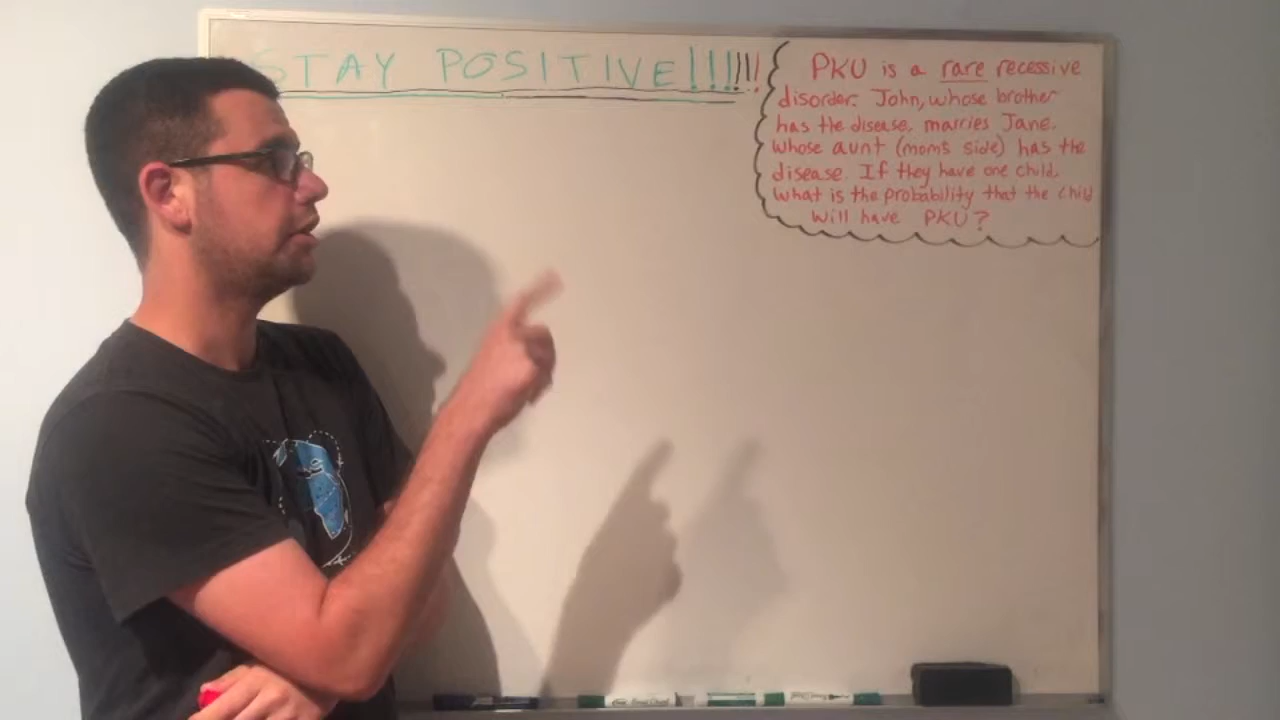 STAY POSITIVE!!!!!!!
PKU is a rare recessive
disorder. John, whose brother
has the disease, marries Jane,
whose aunt (mom's side) has the
disease. If they have one child,
what is the probability that the child
will have PKU?